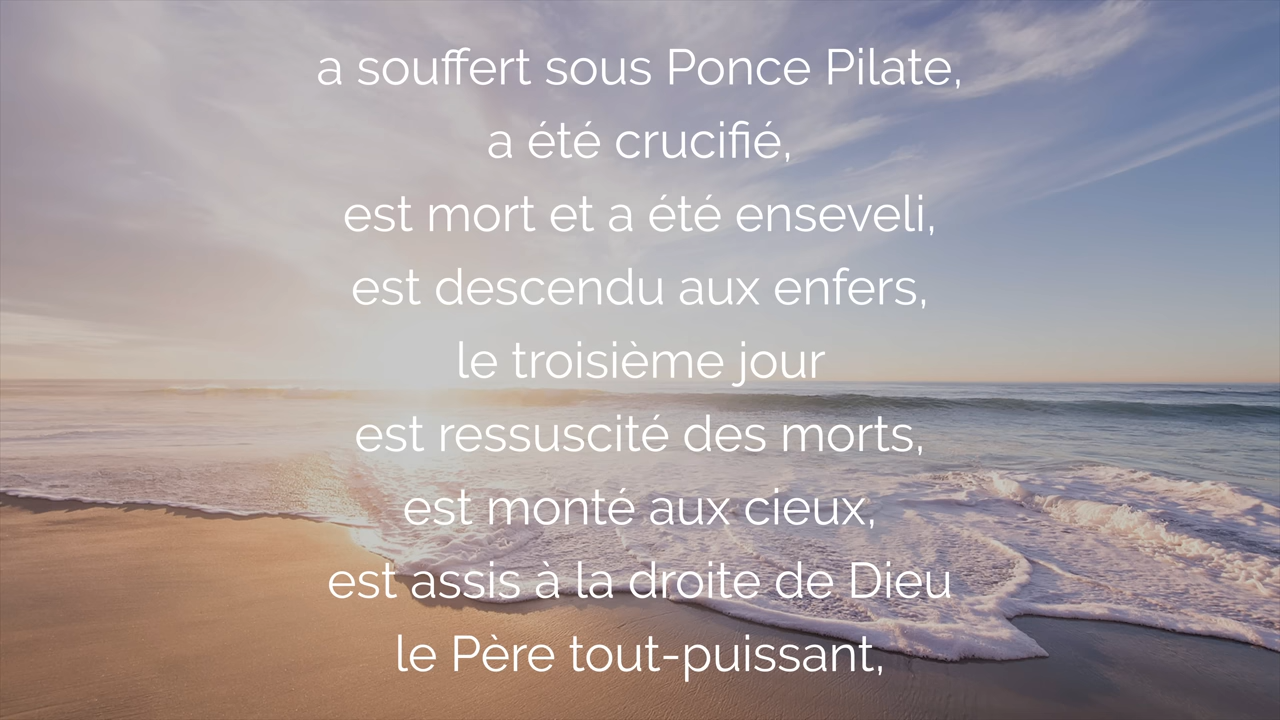 a souffert sous Ponce Pilate,
a été crucifié,
est mort et a été enseveli,
est descendu aux enfers,
le troisième jour
est ressuscité des morts,
est monté aux cieux,
est assis à la droite de Dieu
le Père tout-puissant,